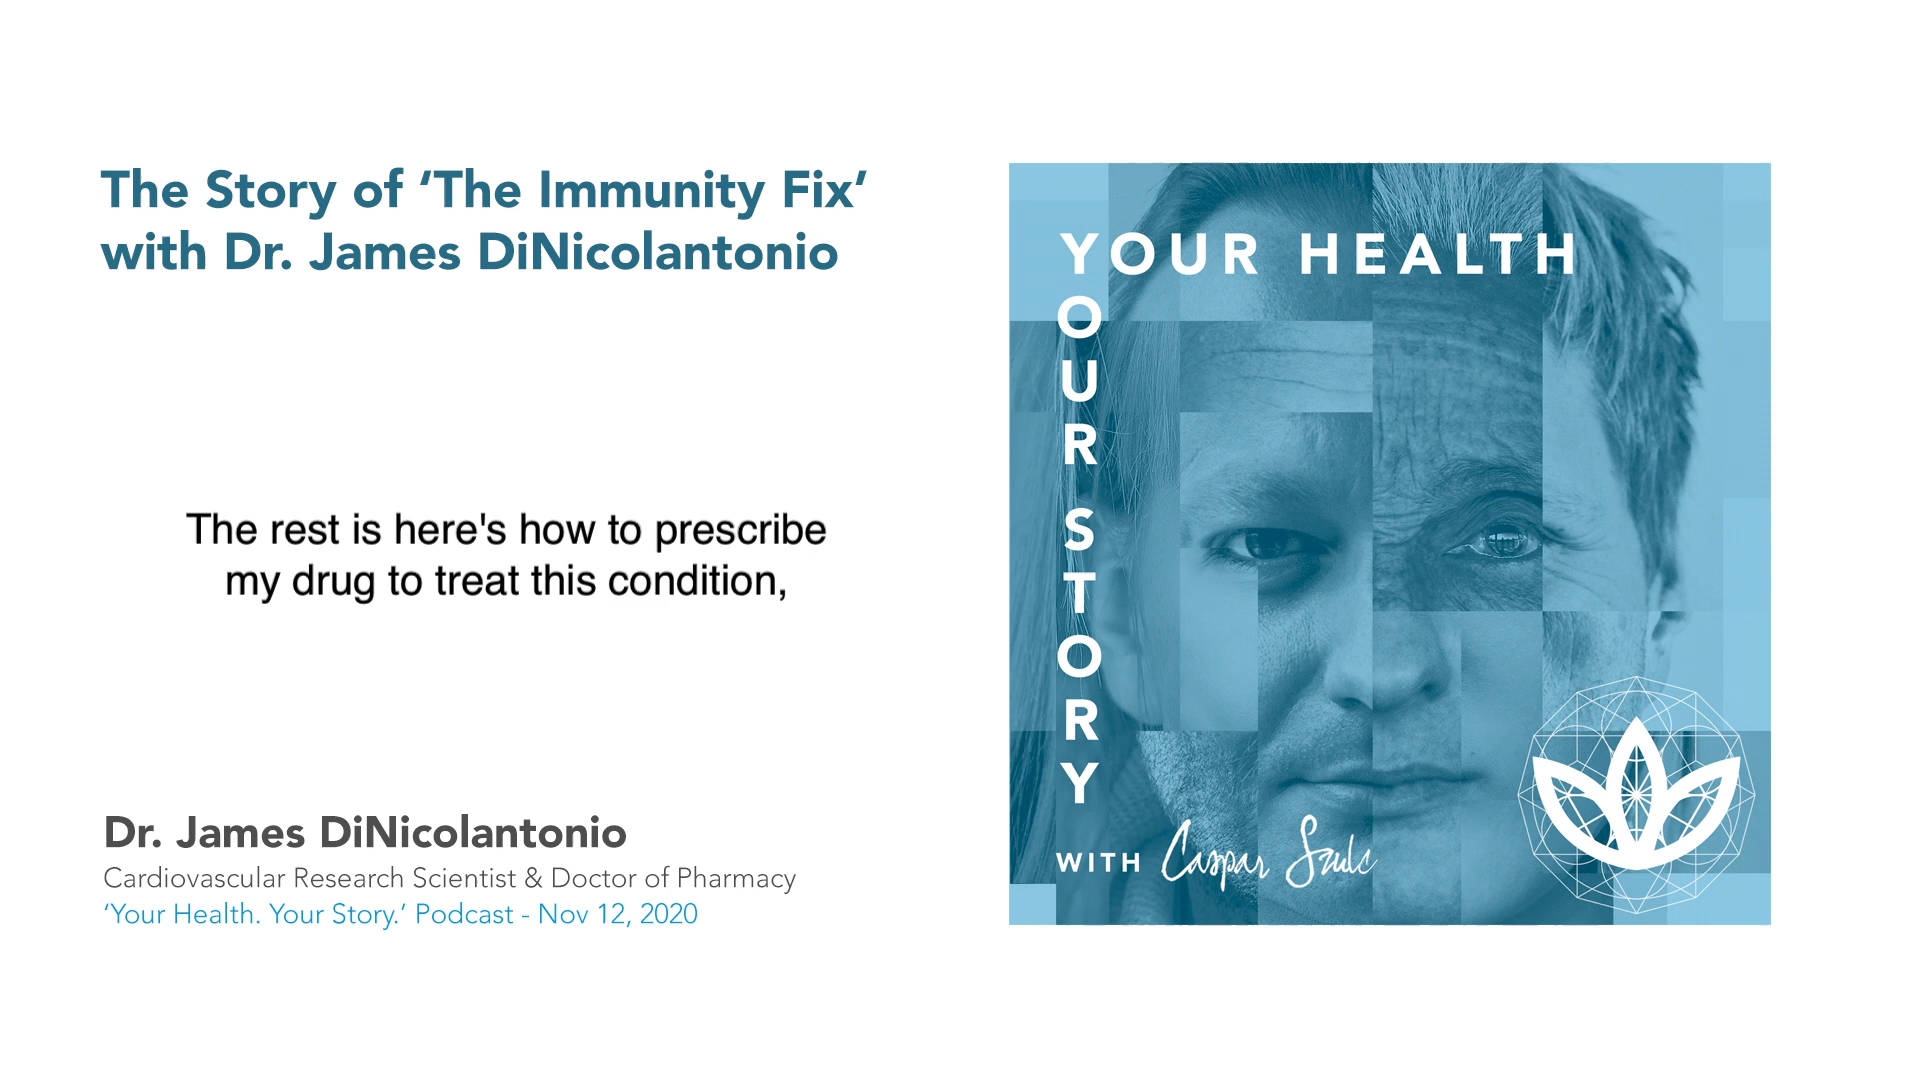 The Story of ‘The Immunity Fix’
with Dr. James DiNicolantonio
The rest is here's how to prescribe
my drug to treat this condition,
Dr. James DiNicolantonio
Cardiovascular Research Scientist & Doctor of Pharmacy
‘Your Health. Your Story.’ Podcast - Nov 12, 2020
YOUR HEALTH
YOUR STORY
WITH Caspar Szulc